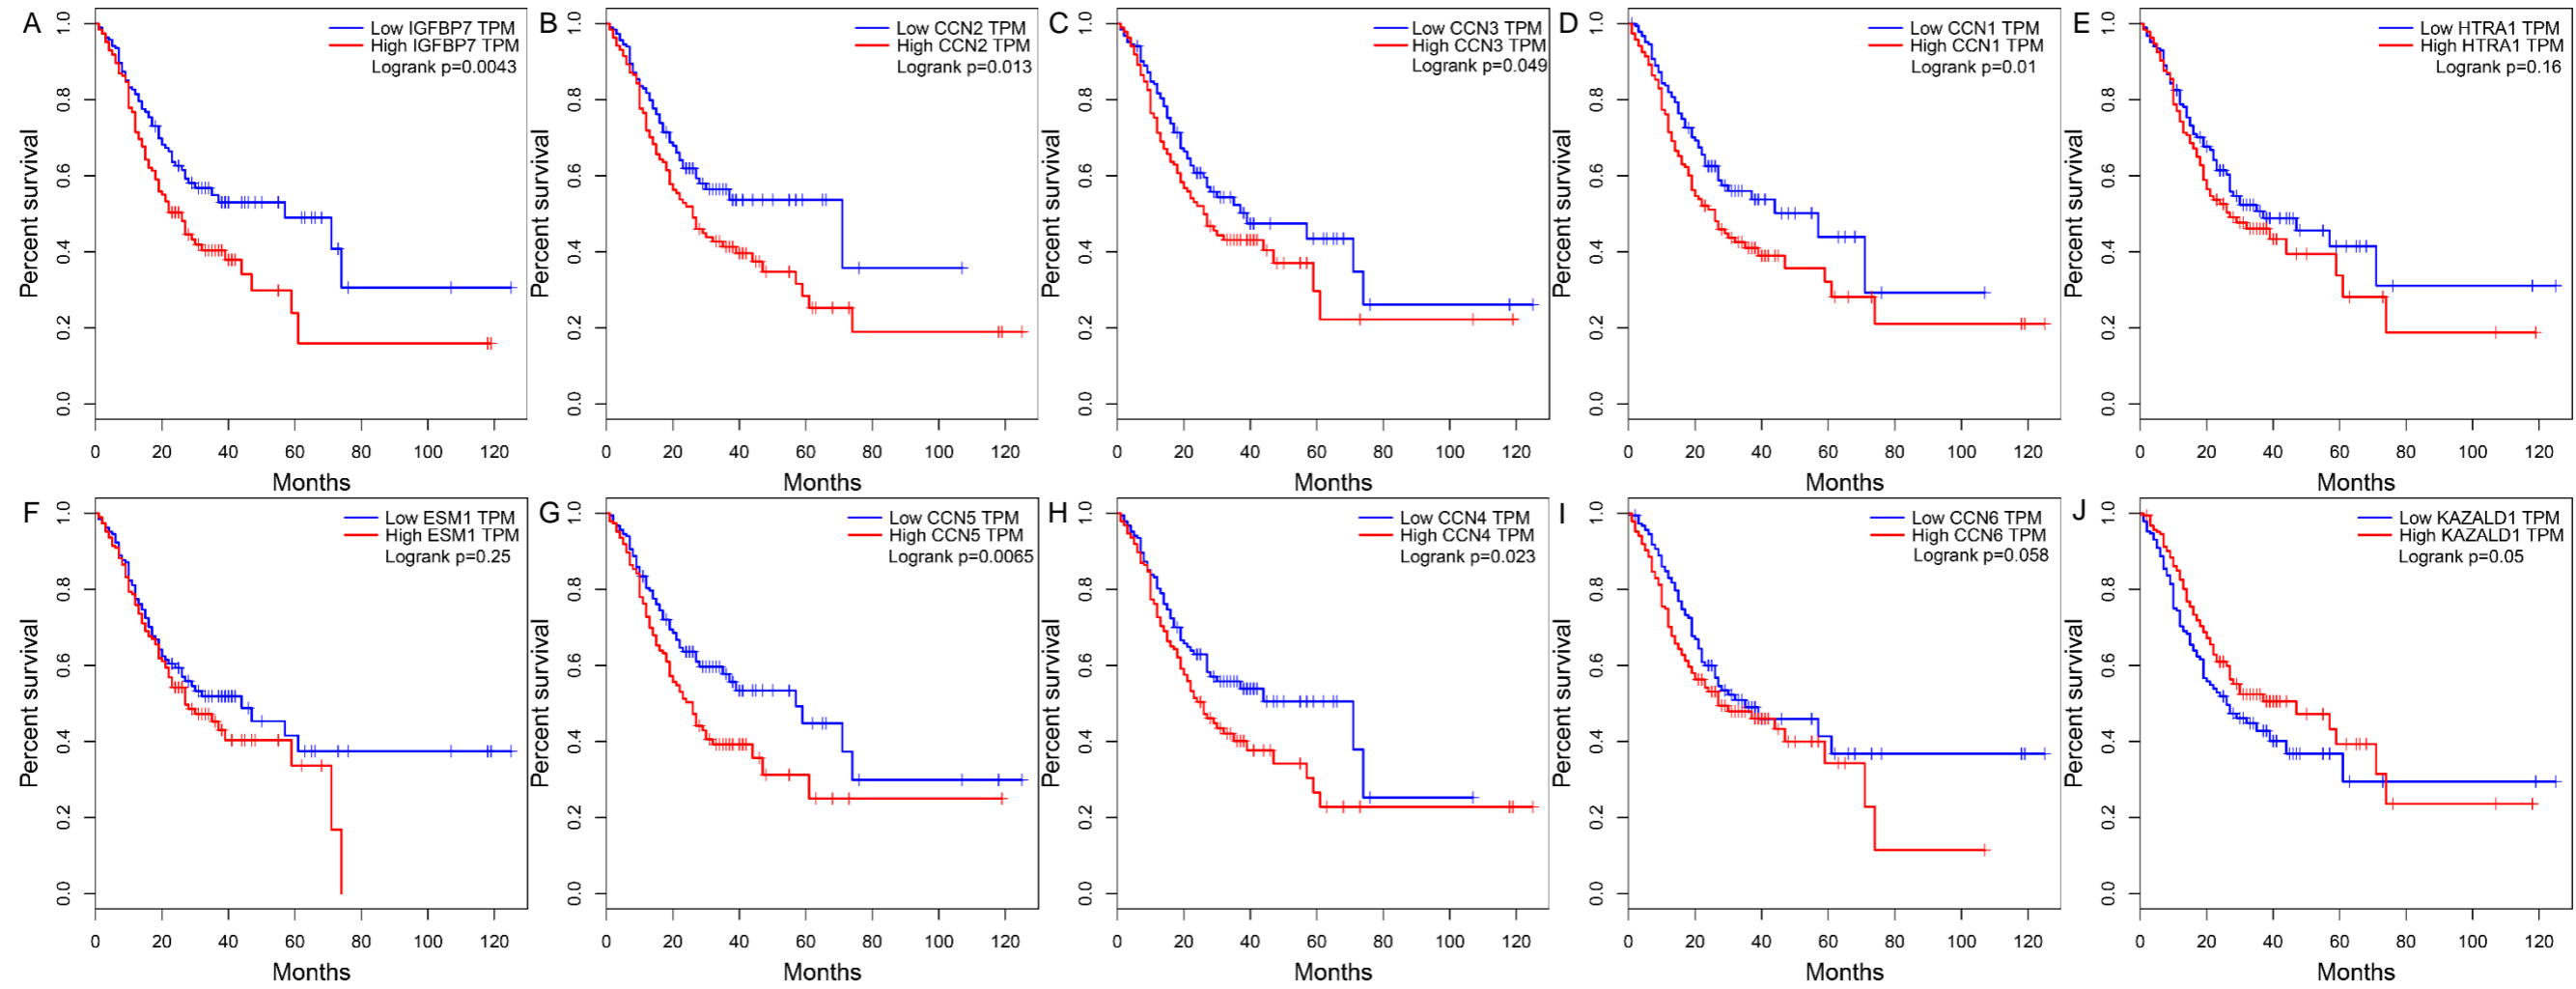 A
Low IGFBP7 TPM
High IGFBP7 TPM
Logrank p=0.0043
Percent survival
0.0 0.2 0.4 0.6 0.8 1.0
0 20 40 60 80 100 120
Months
B
Low CCN2 TPM
High CCN2 TPM
Logrank p=0.013
Percent survival
0.0 0.2 0.4 0.6 0.8 1.0
0 20 40 60 80 100 120
Months
C
Low CCN3 TPM
High CCN3 TPM
Logrank p=0.049
Percent survival
0.0 0.2 0.4 0.6 0.8 1.0
0 20 40 60 80 100 120
Months
D
Low CCN1 TPM
High CCN1 TPM
Logrank p=0.01
Percent survival
0.0 0.2 0.4 0.6 0.8 1.0
0 20 40 60 80 100 120
Months
E
Low HTRA1 TPM
High HTRA1 TPM
Logrank p=0.16
Percent survival
0.0 0.2 0.4 0.6 0.8 1.0
0 20 40 60 80 100 120
Months
F
Low ESM1 TPM
High ESM1 TPM
Logrank p=0.25
Percent survival
0.0 0.2 0.4 0.6 0.8 1.0
0 20 40 60 80 100 120
Months
G
Low CCN5 TPM
High CCN5 TPM
Logrank p=0.0065
Percent survival
0.0 0.2 0.4 0.6 0.8 1.0
0 20 40 60 80 100 120
Months
H
Low CCN4 TPM
High CCN4 TPM
Logrank p=0.023
Percent survival
0.0 0.2 0.4 0.6 0.8 1.0
0 20 40 60 80 100 120
Months
I
Low CCN6 TPM
High CCN6 TPM
Logrank p=0.058
Percent survival
0.0 0.2 0.4 0.6 0.8 1.0
0 20 40 60 80 100 120
Months
J
Low KAZALD1 TPM
High KAZALD1 TPM
Logrank p=0.05
Percent survival
0.0 0.2 0.4 0.6 0.8 1.0
0 20 40 60 80 100 120
Months